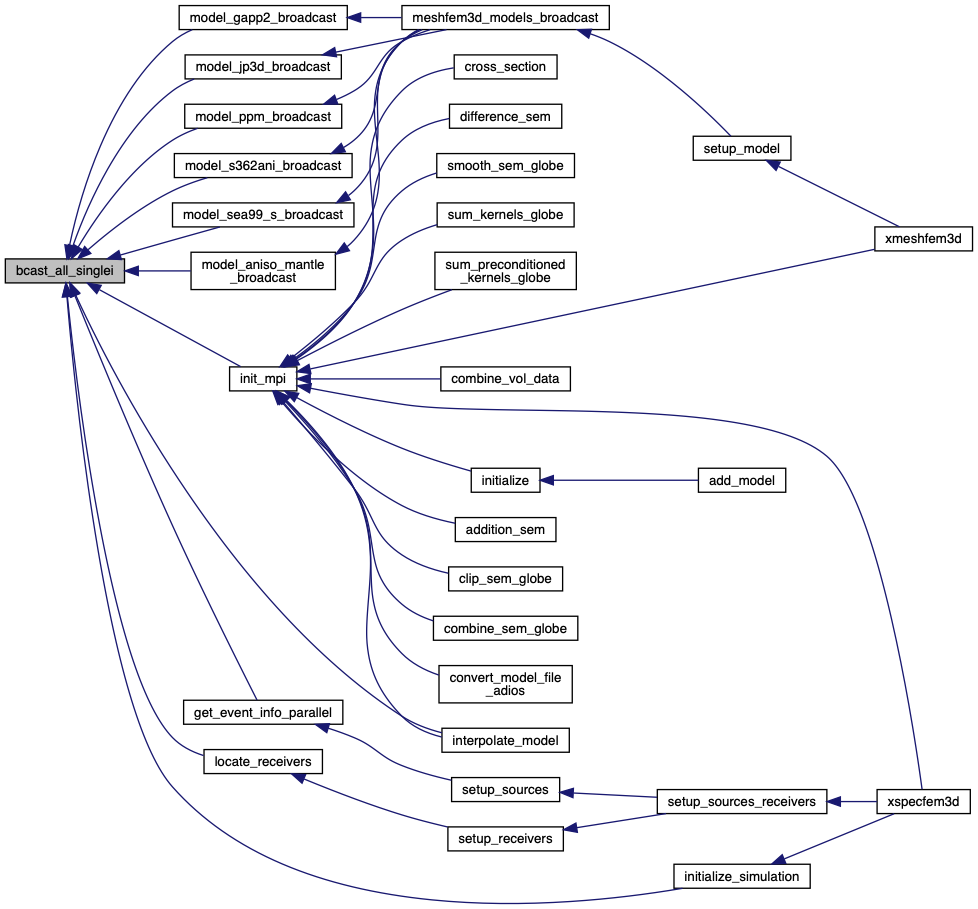 model_gapp2_broadcast
meshfem3d_models_broadcast
model_jp3d_broadcast
cross_section
model_ppm_broadcast
difference_sem
model_s362ani_broadcast
smooth_sem_globe
setup_model
model_sea99_s_broadcast
sum_kernels_globe
xmeshfem3d
bcast_all_singlei
model_aniso_mantle
_broadcast
sum_preconditioned
_kernels_globe
init_mpi
combine_vol_data
initialize
add_model
addition_sem
clip_sem_globe
combine_sem_globe
convert_model_file
_adios
get_event_info_parallel
interpolate_model
locate_receivers
setup_sources
setup_sources_receivers
xspecfem3d
setup_receivers
initialize_simulation